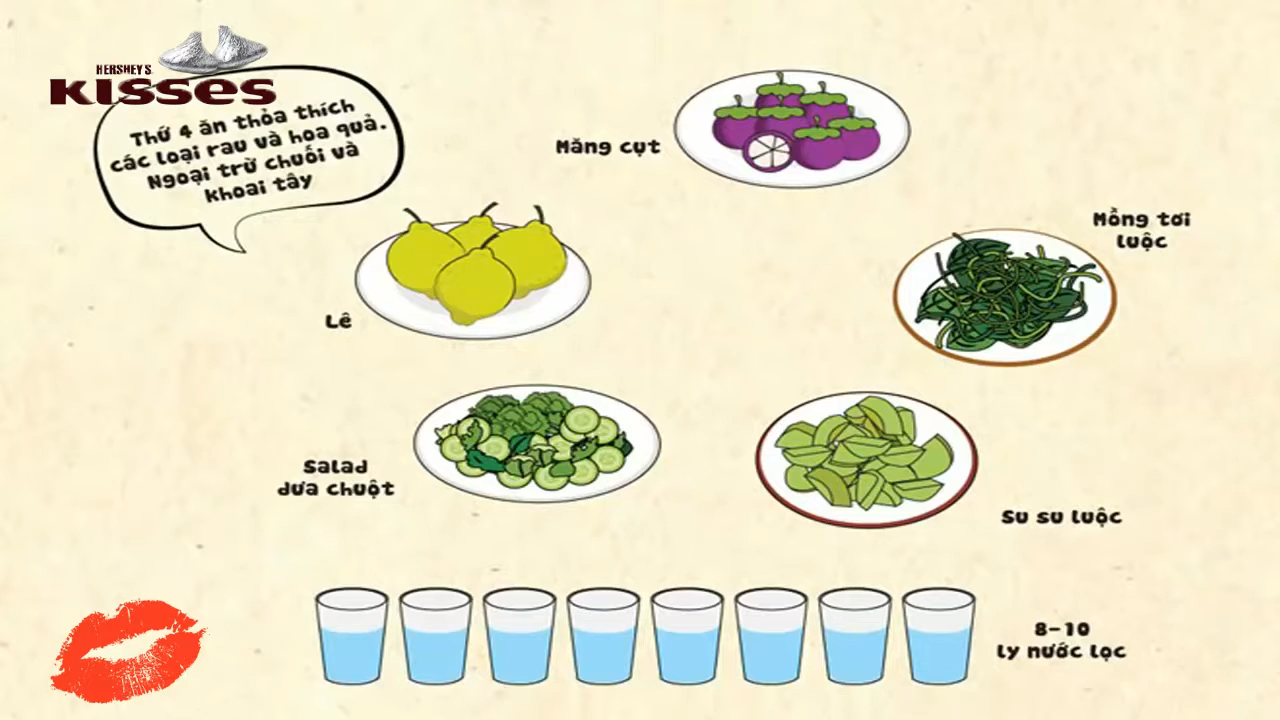 HERSHEY'S
KISSES
Thứ 4 ăn thỏa thích
các loại rau và hoa quả.
Ngoại trừ chuối và
khoai tây
Măng cụt
Mồng tơi
luộc
Lê
Salad
dưa chuột
Su su luộc
8-10
ly nước lọc